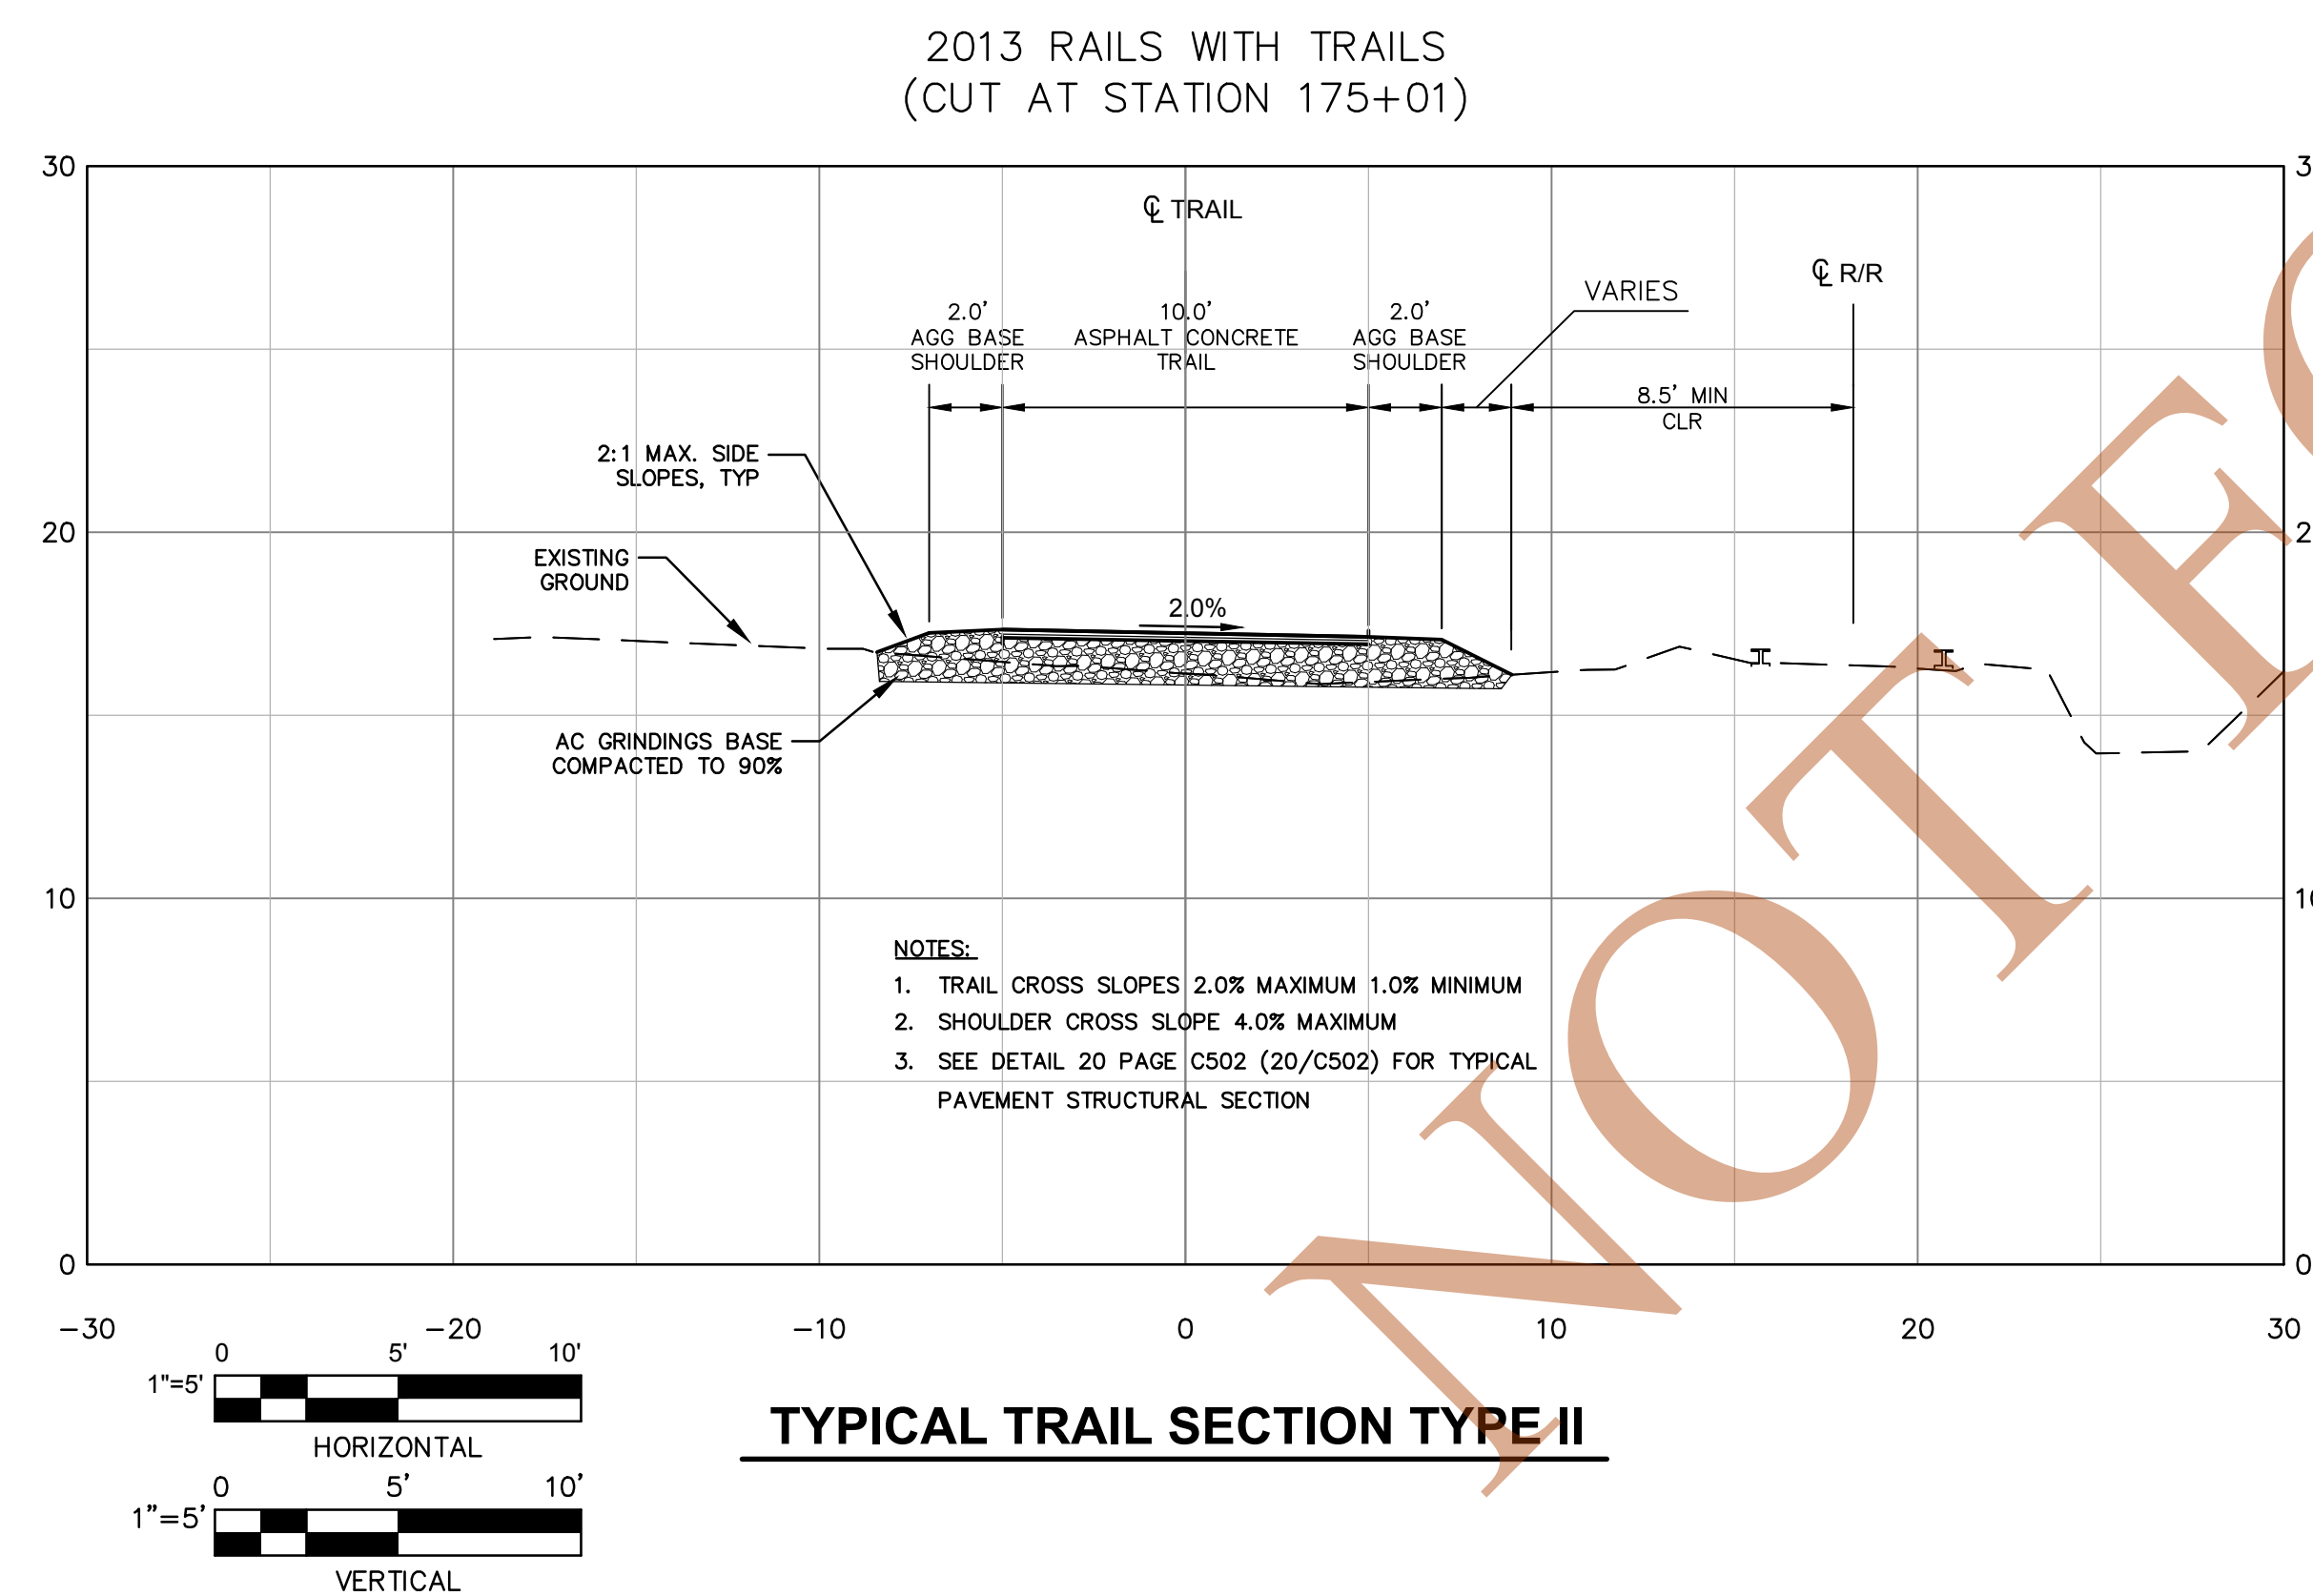 2013 RAILS WITH TRAILS
(CUT AT STATION 175+01)
30
℄ TRAIL
℄ R/R
VARIES
2.0'
AGG BASE
SHOULDER
10.0'
ASPHALT CONCRETE
TRAIL
2.0'
AGG BASE
SHOULDER
8.5' MIN
CLR
2:1 MAX. SIDE
SLOPES, TYP
20
EXISTING
GROUND
2.0%
AC GRINDINGS BASE
COMPACTED TO 90%
10
NOTES:
1. TRAIL CROSS SLOPES 2.0% MAXIMUM 1.0% MINIMUM
2. SHOULDER CROSS SLOPE 4.0% MAXIMUM
3. SEE DETAIL 20 PAGE C502 (20/C502) FOR TYPICAL
PAVEMENT STRUCTURAL SECTION
0 0
-30 -20 -10 0 10 20 30
0 5' 10'
1"=5'
HORIZONTAL
0 5' 10'
1"=5'
VERTICAL
TYPICAL TRAIL SECTION TYPE II
NOT